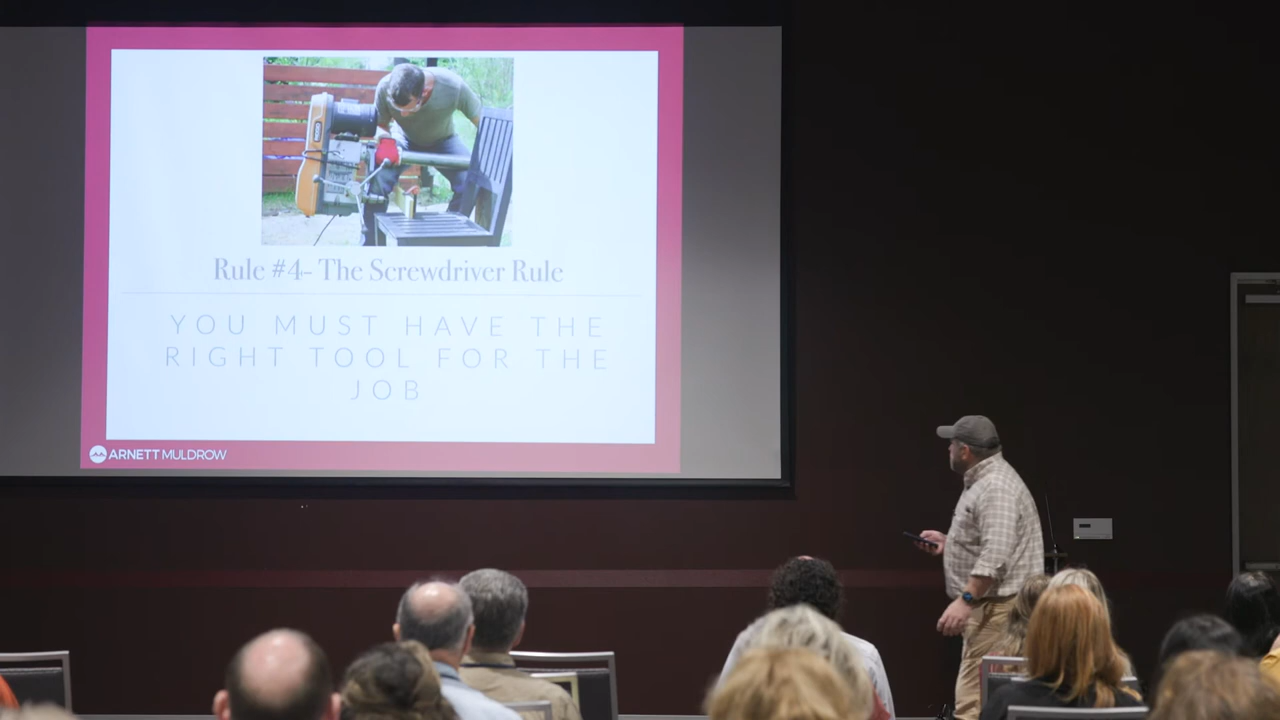 Rule #4- The Screwdriver Rule
YOU MUST HAVE THE
RIGHT TOOL FOR THE
JOB
ARNETT MULDROW